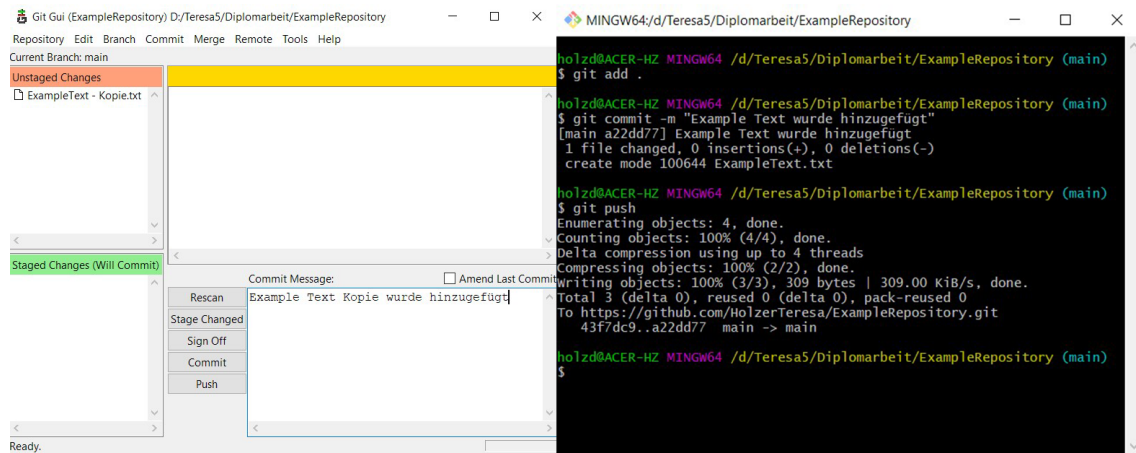 Git Gui (ExampleRepository) D:/Teresa5/Diplomarbeit/ExampleRepository
Repository Edit Branch Commit Merge Remote Tools Help
Current Branch: main
Unstaged Changes
ExampleText - Kopie.txt
Staged Changes (Will Commit)
Commit Message:
Amend Last Commit
Rescan
Stage Changed
Sign Off
Commit
Push
Example Text Kopie wurde hinzugefügt
Ready.
MINGW64:/d/Teresa5/Diplomarbeit/ExampleRepository
holzd@ACER-HZ MINGW64 /d/Teresa5/Diplomarbeit/ExampleRepository (main)
$ git add .
holzd@ACER-HZ MINGW64 /d/Teresa5/Diplomarbeit/ExampleRepository (main)
$ git commit -m "Example Text wurde hinzugefügt"
[main a22dd77] Example Text wurde hinzugefügt
1 file changed, 0 insertions(+), 0 deletions(-)
create mode 100644 ExampleText.txt
holzd@ACER-HZ MINGW64 /d/Teresa5/Diplomarbeit/ExampleRepository (main)
$ git push
Enumerating objects: 4, done.
Counting objects: 100% (4/4), done.
Delta compression using up to 4 threads
Compressing objects: 100% (2/2), done.
Writing objects: 100% (3/3), 309 bytes | 309.00 KiB/s, done.
Total 3 (delta 0), reused 0 (delta 0), pack-reused 0
To https://github.com/HolzerTeresa/ExampleRepository.git
43f7dc9..a22dd77 main -> main
holzd@ACER-HZ MINGW64 /d/Teresa5/Diplomarbeit/ExampleRepository (main)
$